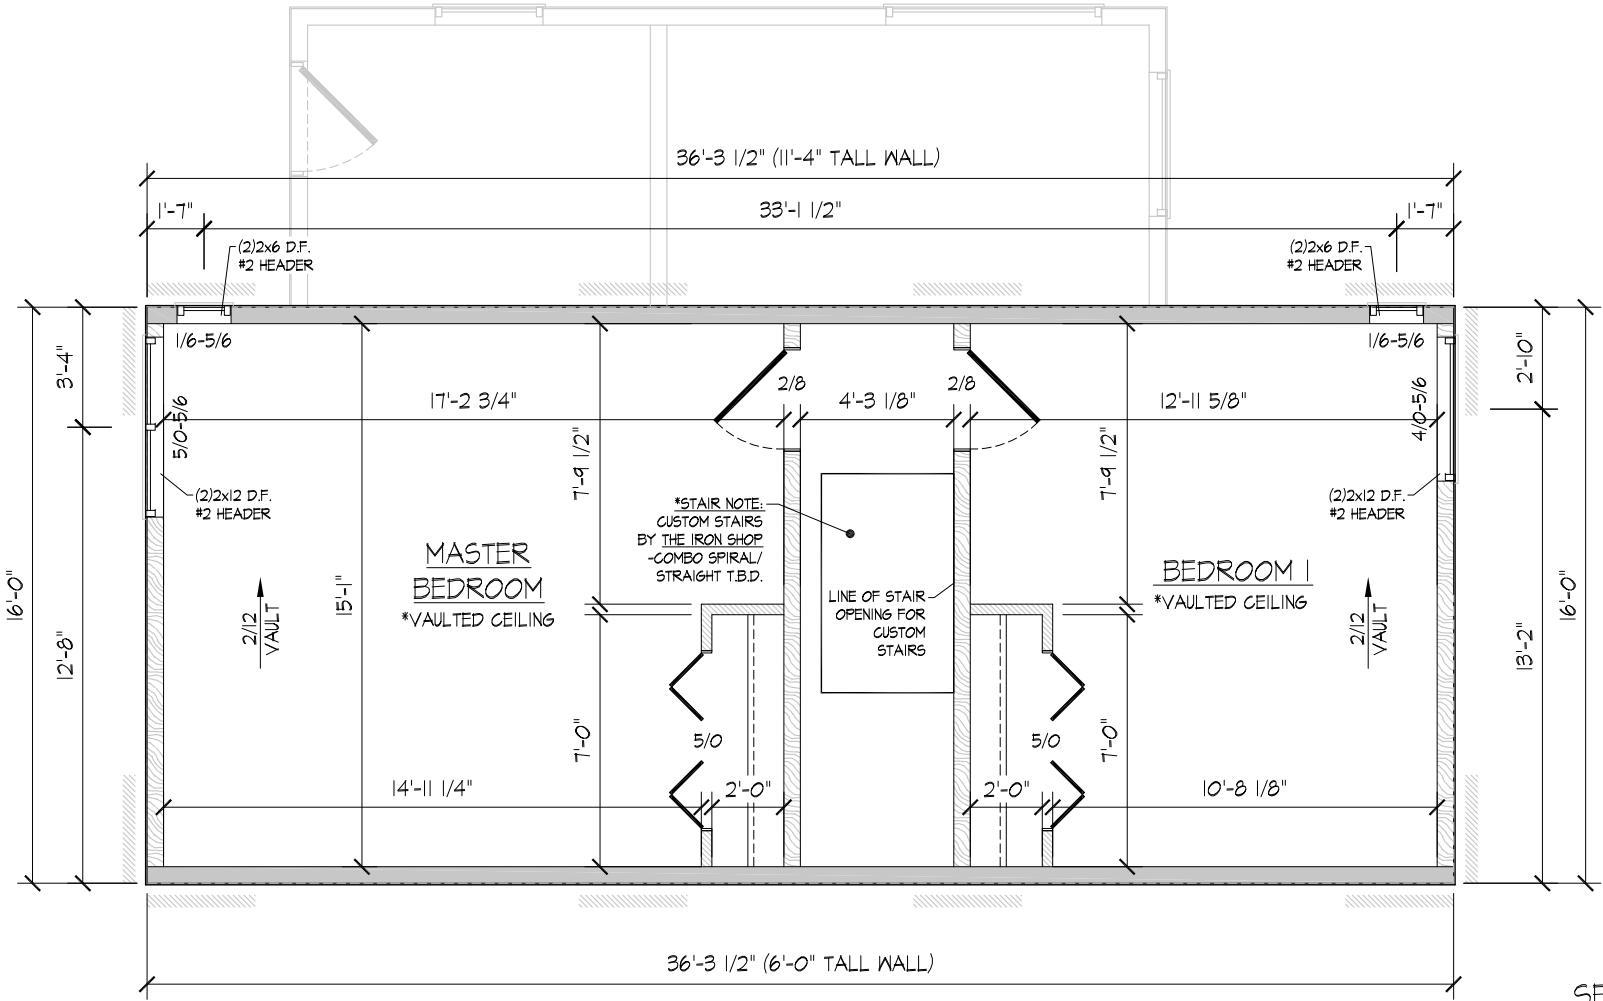 36'-3 1/2" (11'-4" TALL WALL)
1'-7"
33'-1 1/2"
1'-7"
(2)2x6 D.F.
#2 HEADER
(2)2x6 D.F.
#2 HEADER
1/6-5/6
1/6-5/6
3'-4"
2'-10"
2/8
2/8
17'-2 3/4"
4'-3 1/8"
12'-11 5/8"
5/0-5/6
4/0-5/6
7'-9 1/2"
7'-9 1/2"
(2)2x12 D.F.
#2 HEADER
(2)2x12 D.F.
#2 HEADER
*STAIR NOTE:
CUSTOM STAIRS
BY THE IRON SHOP
-COMBO SPIRAL/
STRAIGHT T.B.D.
MASTER
BEDROOM
*VAULTED CEILING
BEDROOM 1
*VAULTED CEILING
16'-0"
15'-1"
16'-0"
LINE OF STAIR
OPENING FOR
CUSTOM
STAIRS
2/12
VAULT
2/12
VAULT
12'-8"
13'-2"
7'-0"
5/0
5/0
7'-0"
14'-11 1/4"
2'-0"
2'-0"
10'-8 1/8"
36'-3 1/2" (6'-0" TALL WALL)